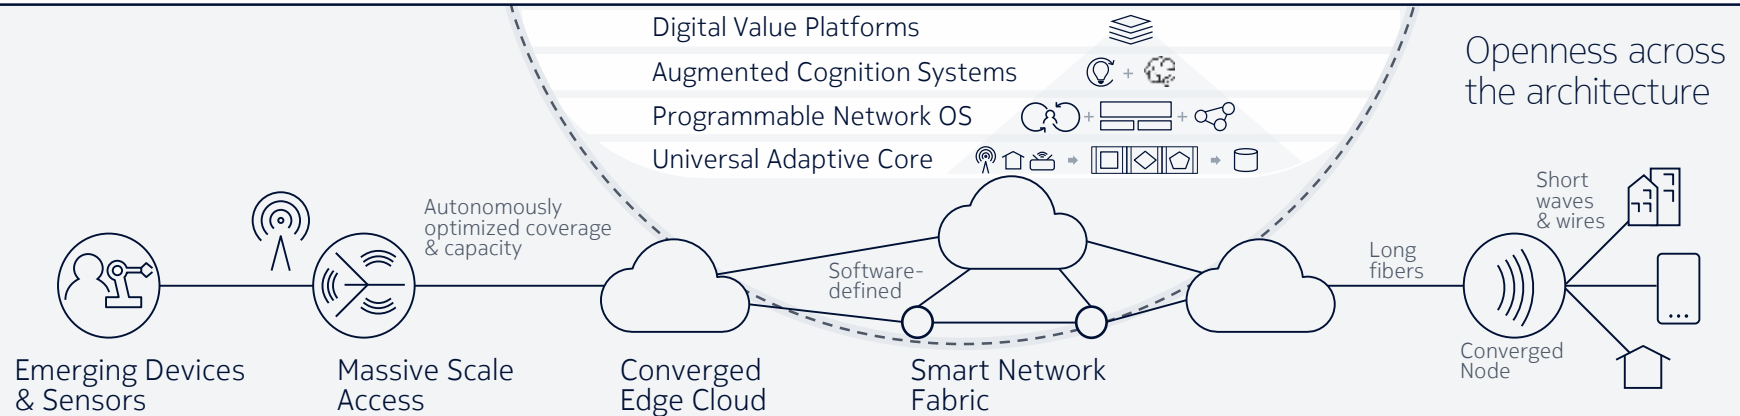 Digital Value Platforms
Augmented Cognition Systems
Programmable Network OS
Universal Adaptive Core
Openness across
the architecture
Autonomously
optimized coverage
& capacity
Software-
defined
Long
fibers
Short
waves
& wires
Converged
Node
Emerging Devices
& Sensors
Massive Scale
Access
Converged
Edge Cloud
Smart Network
Fabric